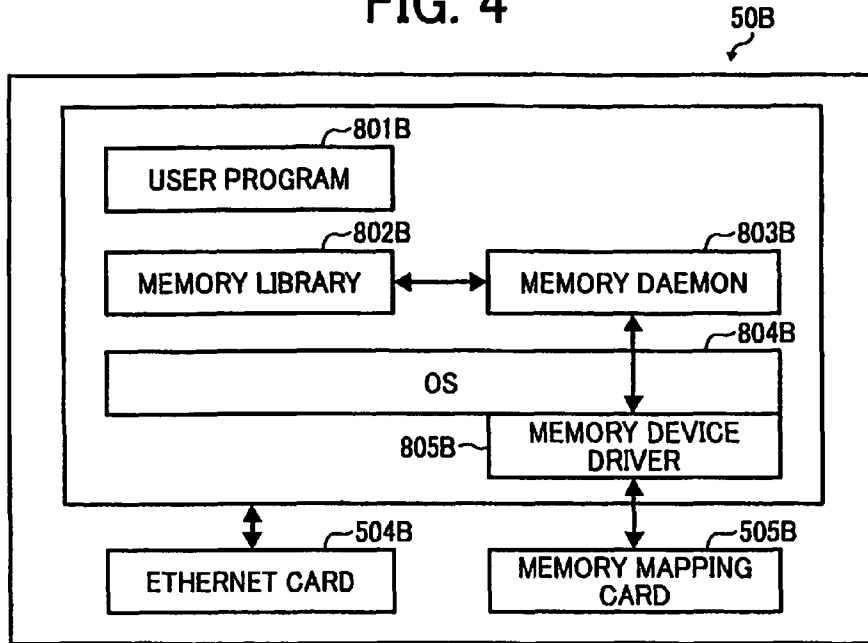 FIG. 4
50B
801B
USER PROGRAM
802B
803B
MEMORY LIBRARY
MEMORY DAEMON
804B
OS
805B
MEMORY DEVICE
DRIVER
504B
505B
ETHERNET CARD
MEMORY MAPPING
CARD